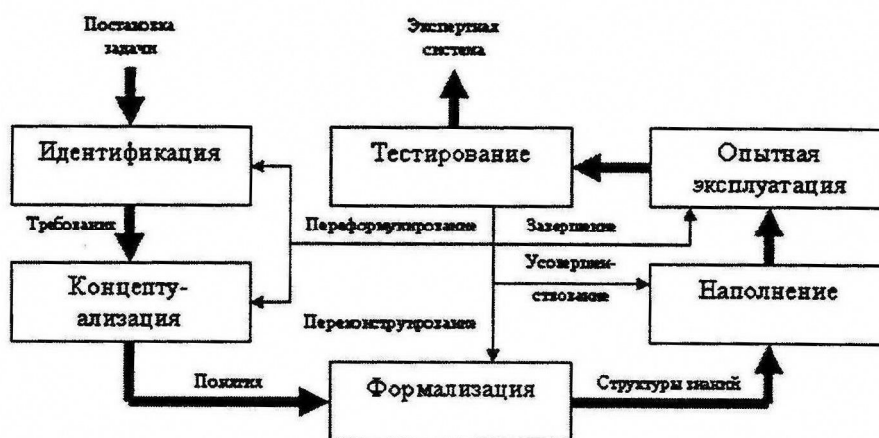 Постановка
задачи
Экспертная
система
Идентификация
Тестирование
Опытная
эксплуатация
Требования
Переформулирование
Завершение
Концепту-
ализация
Усовершен-
ствование
Наполнение
Переконструирование
Понятия
Формализация
Структуры знаний